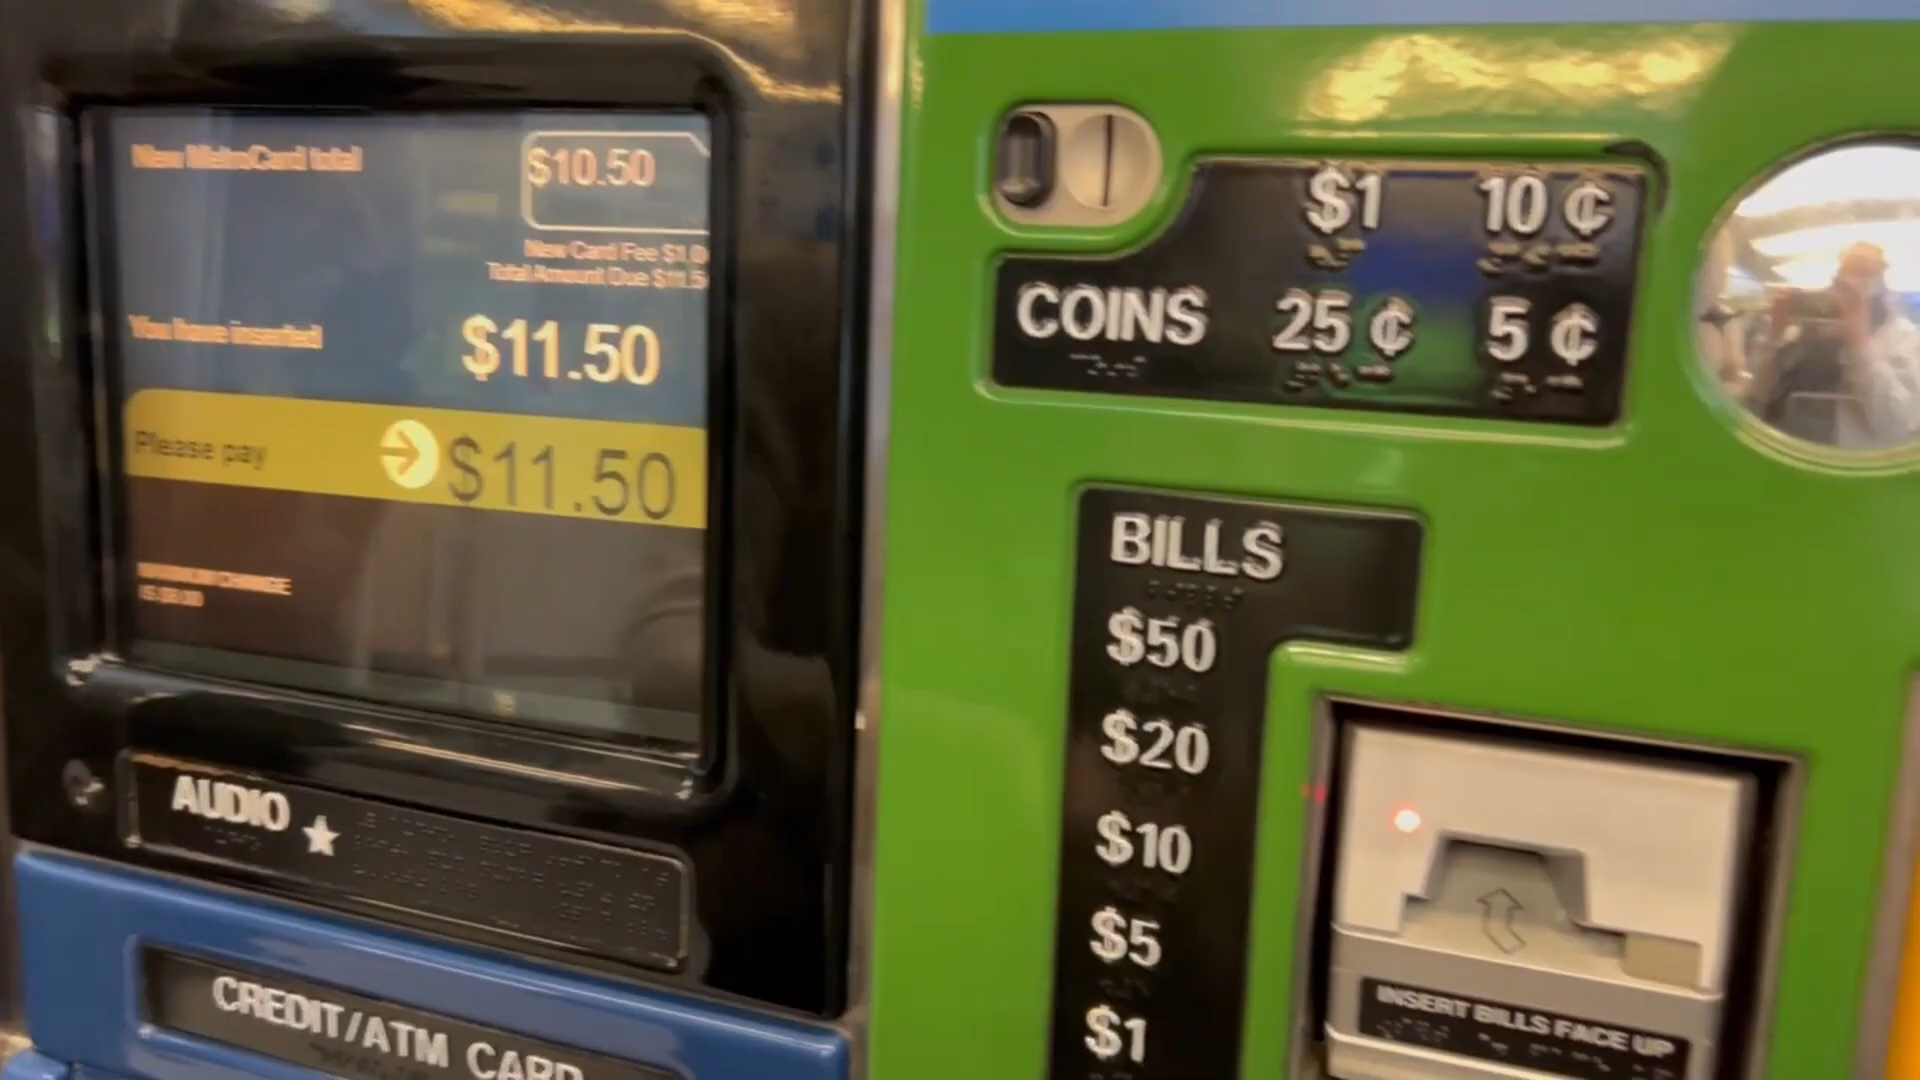 New MetroCard total
$10.50
New Card Fee $1.0
Total Amount Due $11.5
You have inserted
$11.50
Please pay
$11.50
AUDIO
CREDIT/ATM CARD
$1 10 ¢
COINS 25 ¢ 5 ¢
BILLS
$50
$20
$10
$5
$1
INSERT BILLS FACE UP